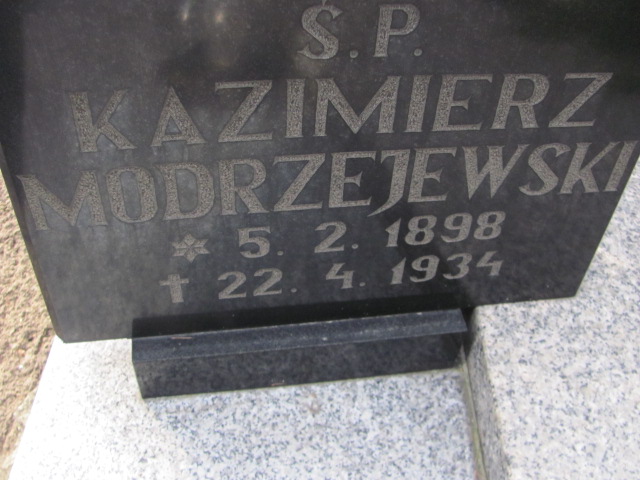 Ś.P.
KAZIMIERZ
MODRZEJEWSKI
* 5. 2. 1898
† 22. 4. 1934